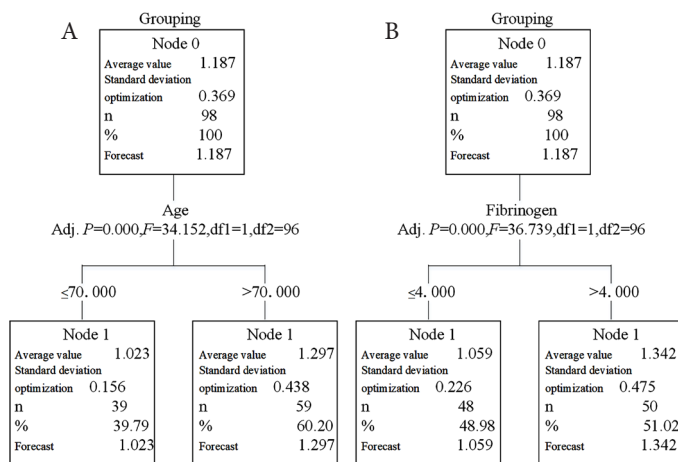 A
Grouping
Node 0
Average value 1.187
Standard deviation
optimization 0.369
n 98
% 100
Forecast 1.187
Age
Adj. P=0.000,F=34.152,df1=1,df2=96
≤70.000
>70.000
Node 1
Average value 1.023
Standard deviation
optimization 0.156
n 39
% 39.79
Forecast 1.023
Node 1
Average value 1.297
Standard deviation
optimization 0.438
n 59
% 60.20
Forecast 1.297
B
Grouping
Node 0
Average value 1.187
Standard deviation
optimization 0.369
n 98
% 100
Forecast 1.187
Fibrinogen
Adj. P=0.000,F=36.739,df1=1,df2=96
≤4.000
>4.000
Node 1
Average value 1.059
Standard deviation
optimization 0.226
n 48
% 48.98
Forecast 1.059
Node 1
Average value 1.342
Standard deviation
optimization 0.475
n 50
% 51.02
Forecast 1.342